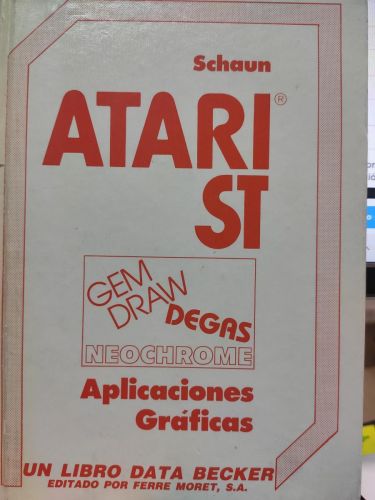 Schaun
ATARI®
ST
GEM
DRAW
DEGAS
NEOCHROME
Aplicaciones
Gráficas
UN LIBRO DATA BECKER
EDITADO POR FERRE MORET, S.A.